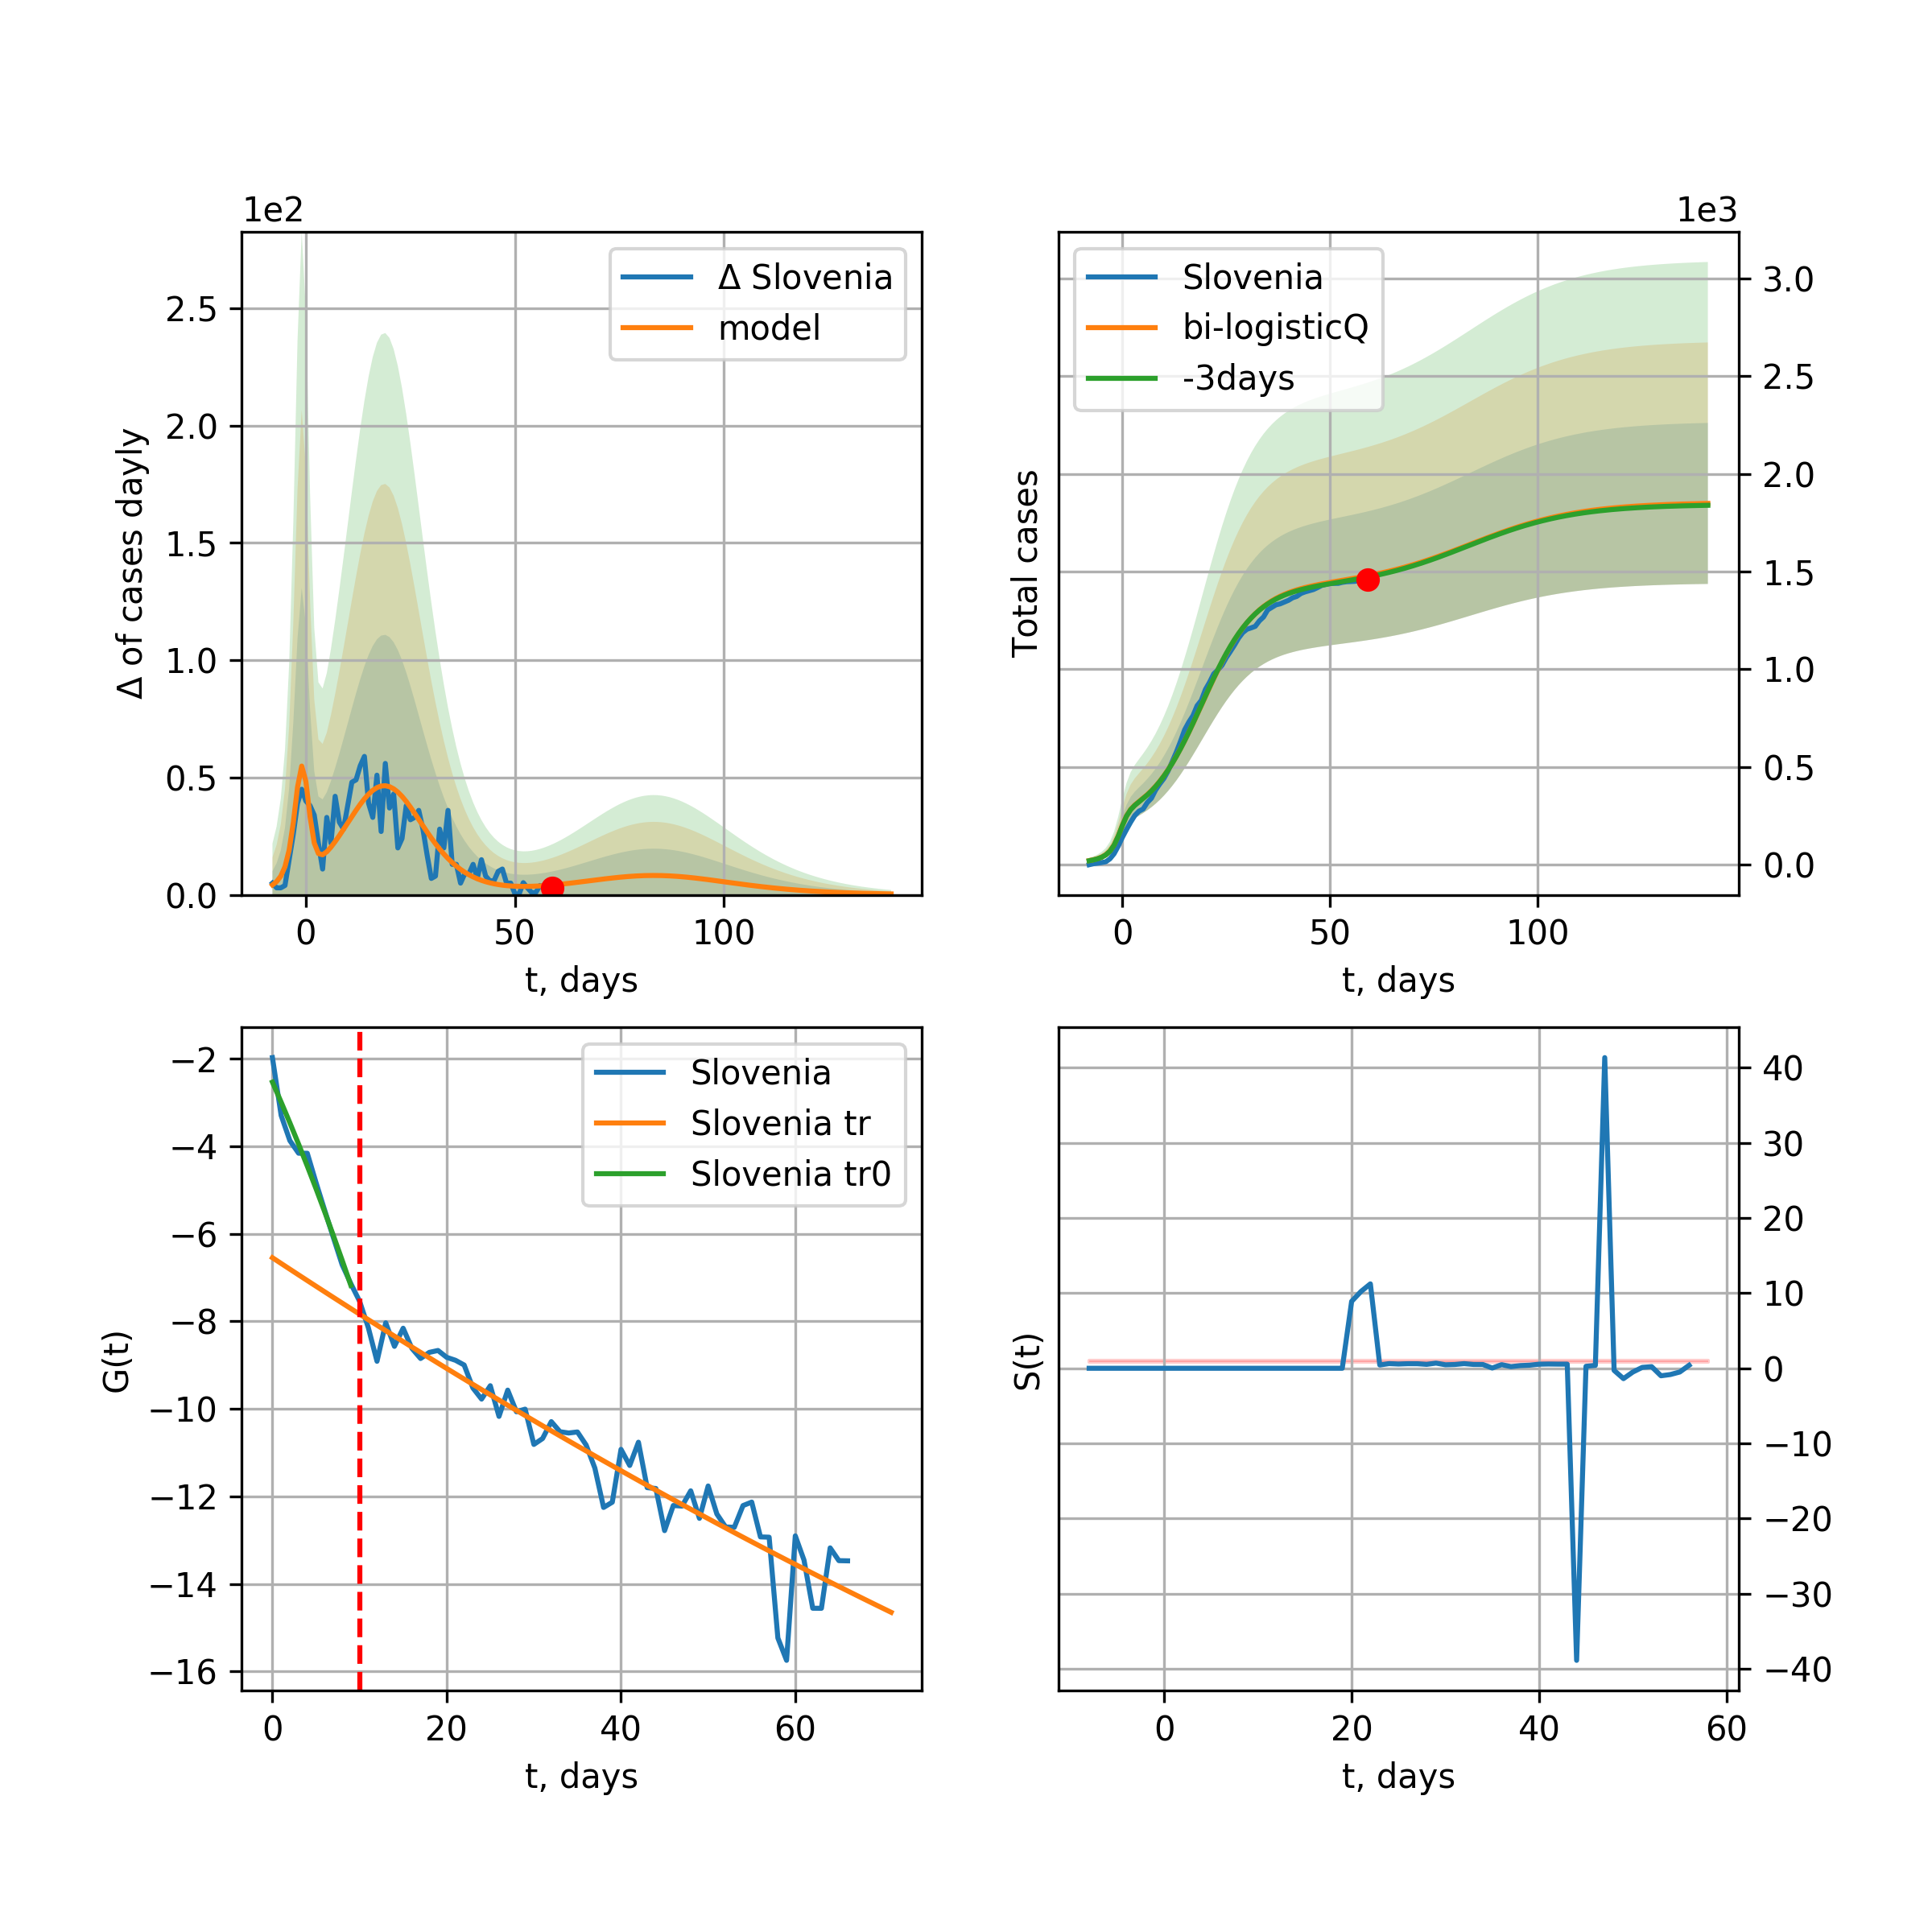 1e2
Δ of cases dayly
2.5
2.0
1.5
1.0
0.5
0.0
0 50 100
t, days
Δ Slovenia
model
1e3
Total cases
3.0
2.5
2.0
1.5
1.0
0.5
0.0
0 50 100
t, days
Slovenia
bi-logisticQ
-3days
G(t)
−2
−4
−6
−8
−10
−12
−14
−16
0 20 40 60
t, days
Slovenia
Slovenia tr
Slovenia tr0
S(t)
40
30
20
10
0
−10
−20
−30
−40
0 20 40 60
t, days